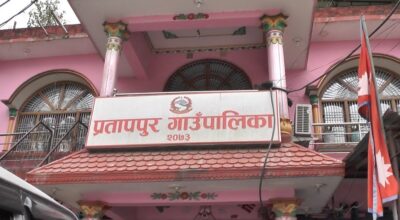 प्रतापपुर गाउँपालिका
२०७३